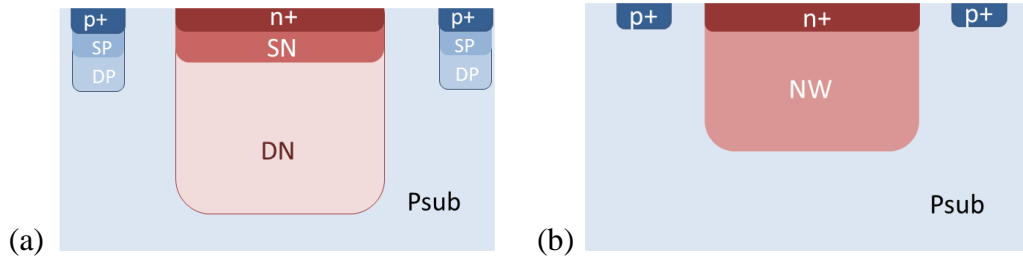 p+ n+ p+
SP SN SP
DP DP
DN
Psub
(a)
p+ n+ p+
NW
Psub
(b)